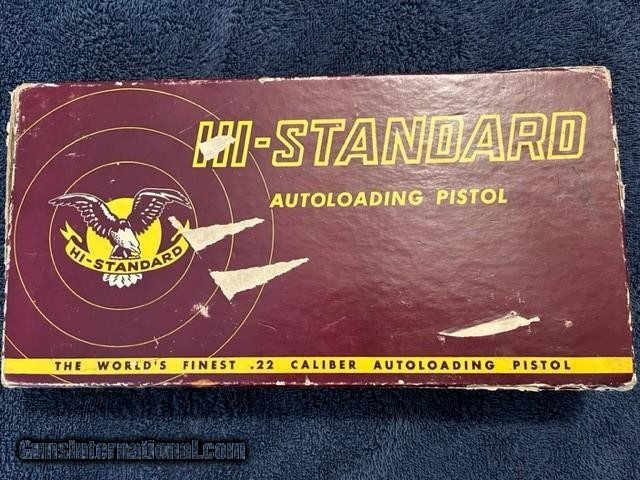 HI-STANDARD
AUTOLOADING PISTOL
HI-STANDARD
THE WORLD'S FINEST .22 CALIBER AUTOLOADING PISTOL
GunsInternational.com